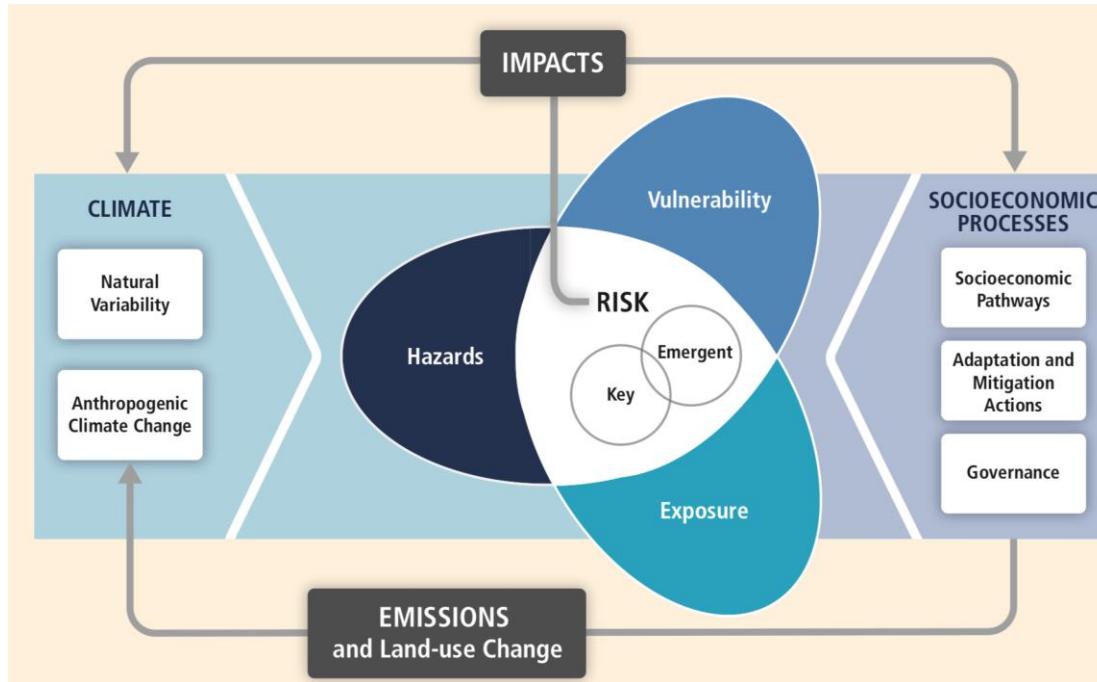 IMPACTS
CLIMATE
Natural
Variability
Anthropogenic
Climate Change
Vulnerability
Hazards
RISK
Emergent
Key
Exposure
SOCIOECONOMIC
PROCESSES
Socioeconomic
Pathways
Adaptation and
Mitigation
Actions
Governance
EMISSIONS
and Land-use Change